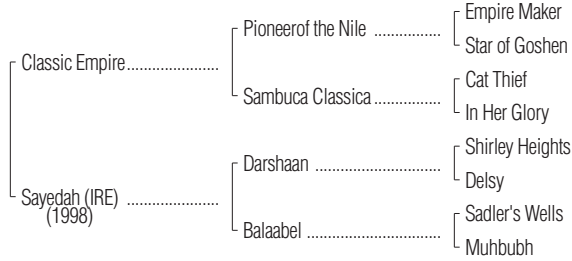 Empire Maker
Pioneerof the Nile ................
Star of Goshen
Classic Empire......................
Cat Thief
Sambuca Classica ................
In Her Glory
Shirley Heights
Darshaan ..............................
Delsy
Sayedah (IRE) ......................
(1998)
Sadler's Wells
Balaabel ................................
Muhbubh